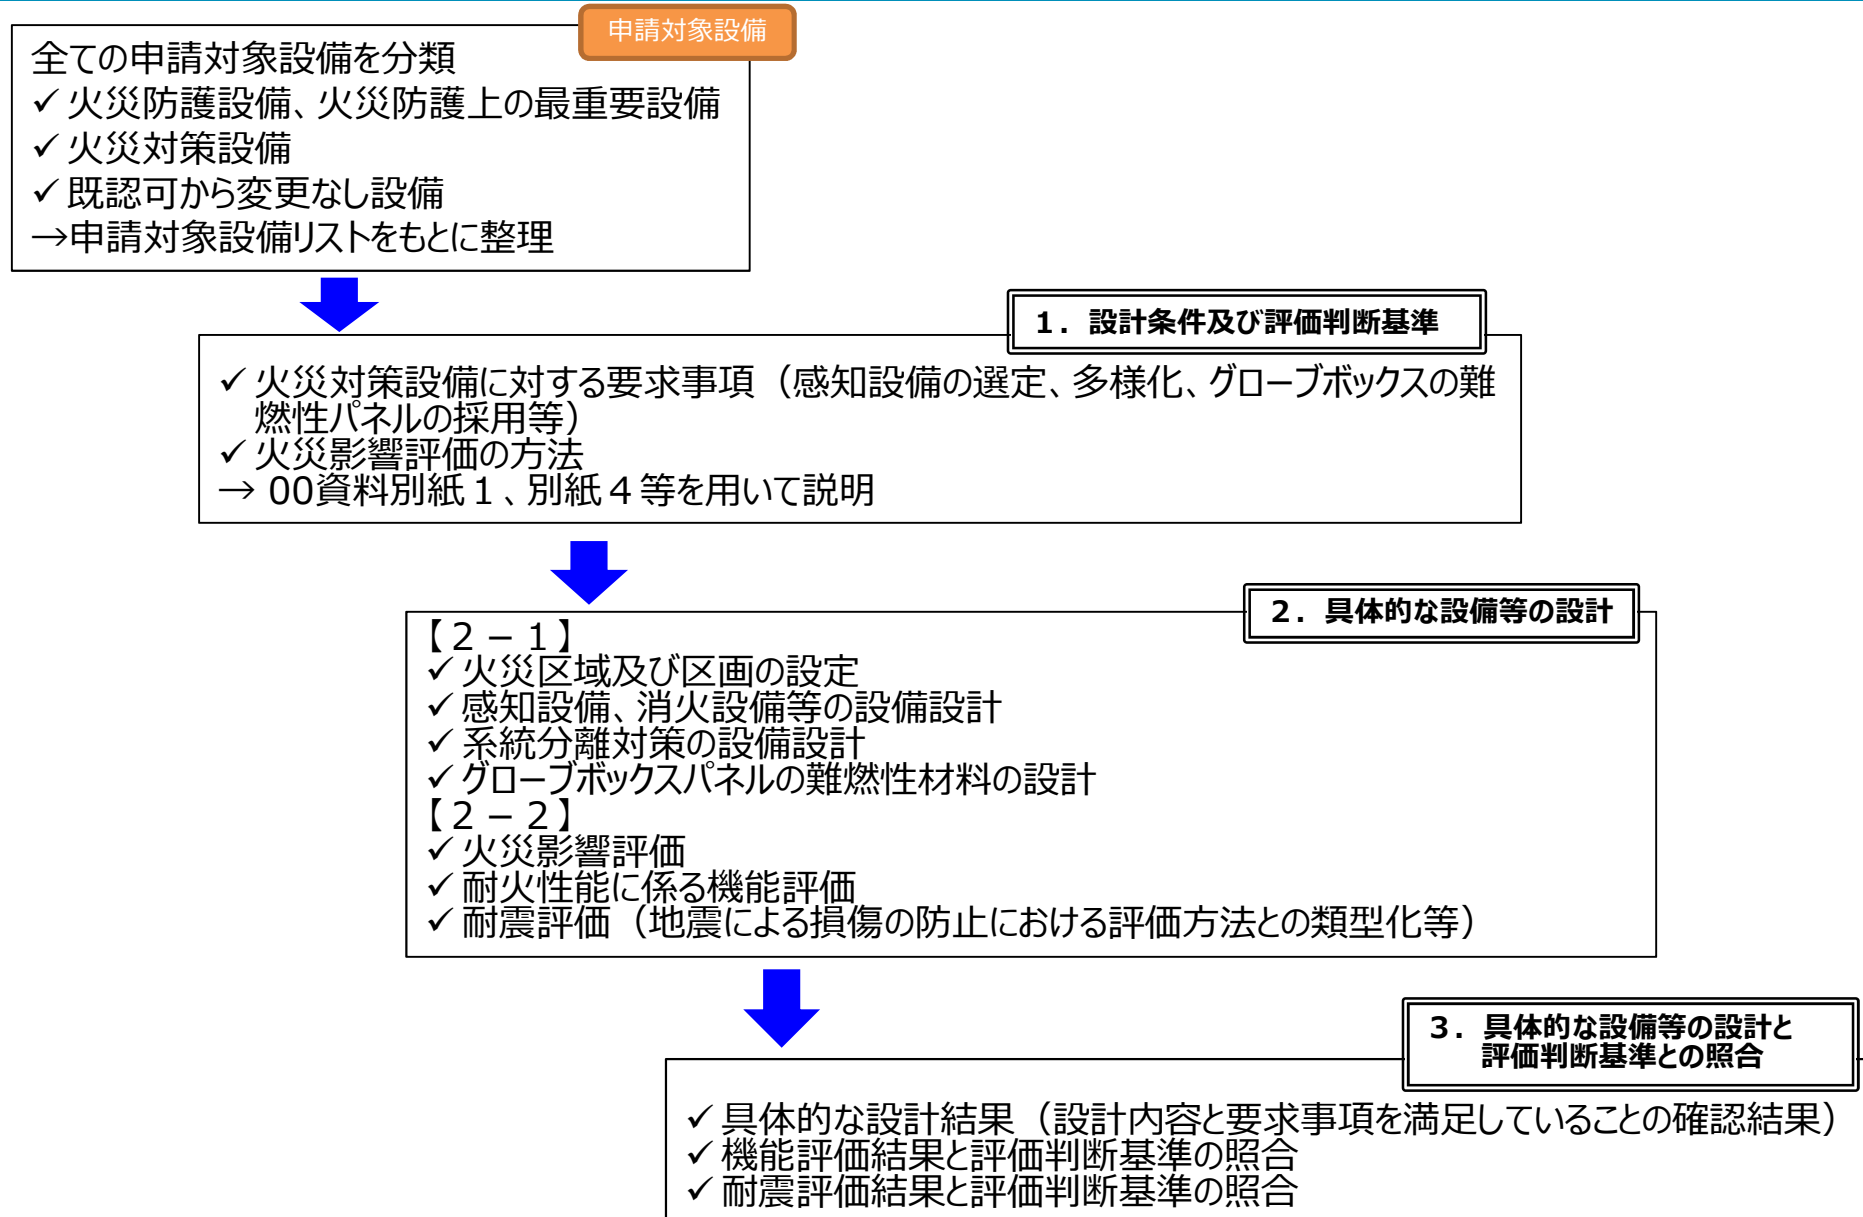 申請対象設備
全ての申請対象設備を分類
✓火災防護設備、火災防護上の最重要設備
✓火災対策設備
✓既認可から変更なし設備
→申請対象設備リストをもとに整理
1．設計条件及び評価判断基準
✓火災対策設備に対する要求事項（感知設備の選定、多様化、グローブボックスの難
燃性パネルの採用等）
✓火災影響評価の方法
→ 00資料別紙１、別紙４等を用いて説明
2．具体的な設備等の設計
【２－１】
✓火災区域及び区画の設定
✓感知設備、消火設備等の設備設計
✓系統分離対策の設備設計
✓グローブボックスパネルの難燃性材料の設計
【２－２】
✓火災影響評価
✓耐火性能に係る機能評価
✓耐震評価（地震による損傷の防止における評価方法との類型化等）
3．具体的な設備等の設計と
評価判断基準との照合
✓具体的な設計結果（設計内容と要求事項を満足していることの確認結果）
✓機能評価結果と評価判断基準の照合
✓耐震評価結果と評価判断基準の照合